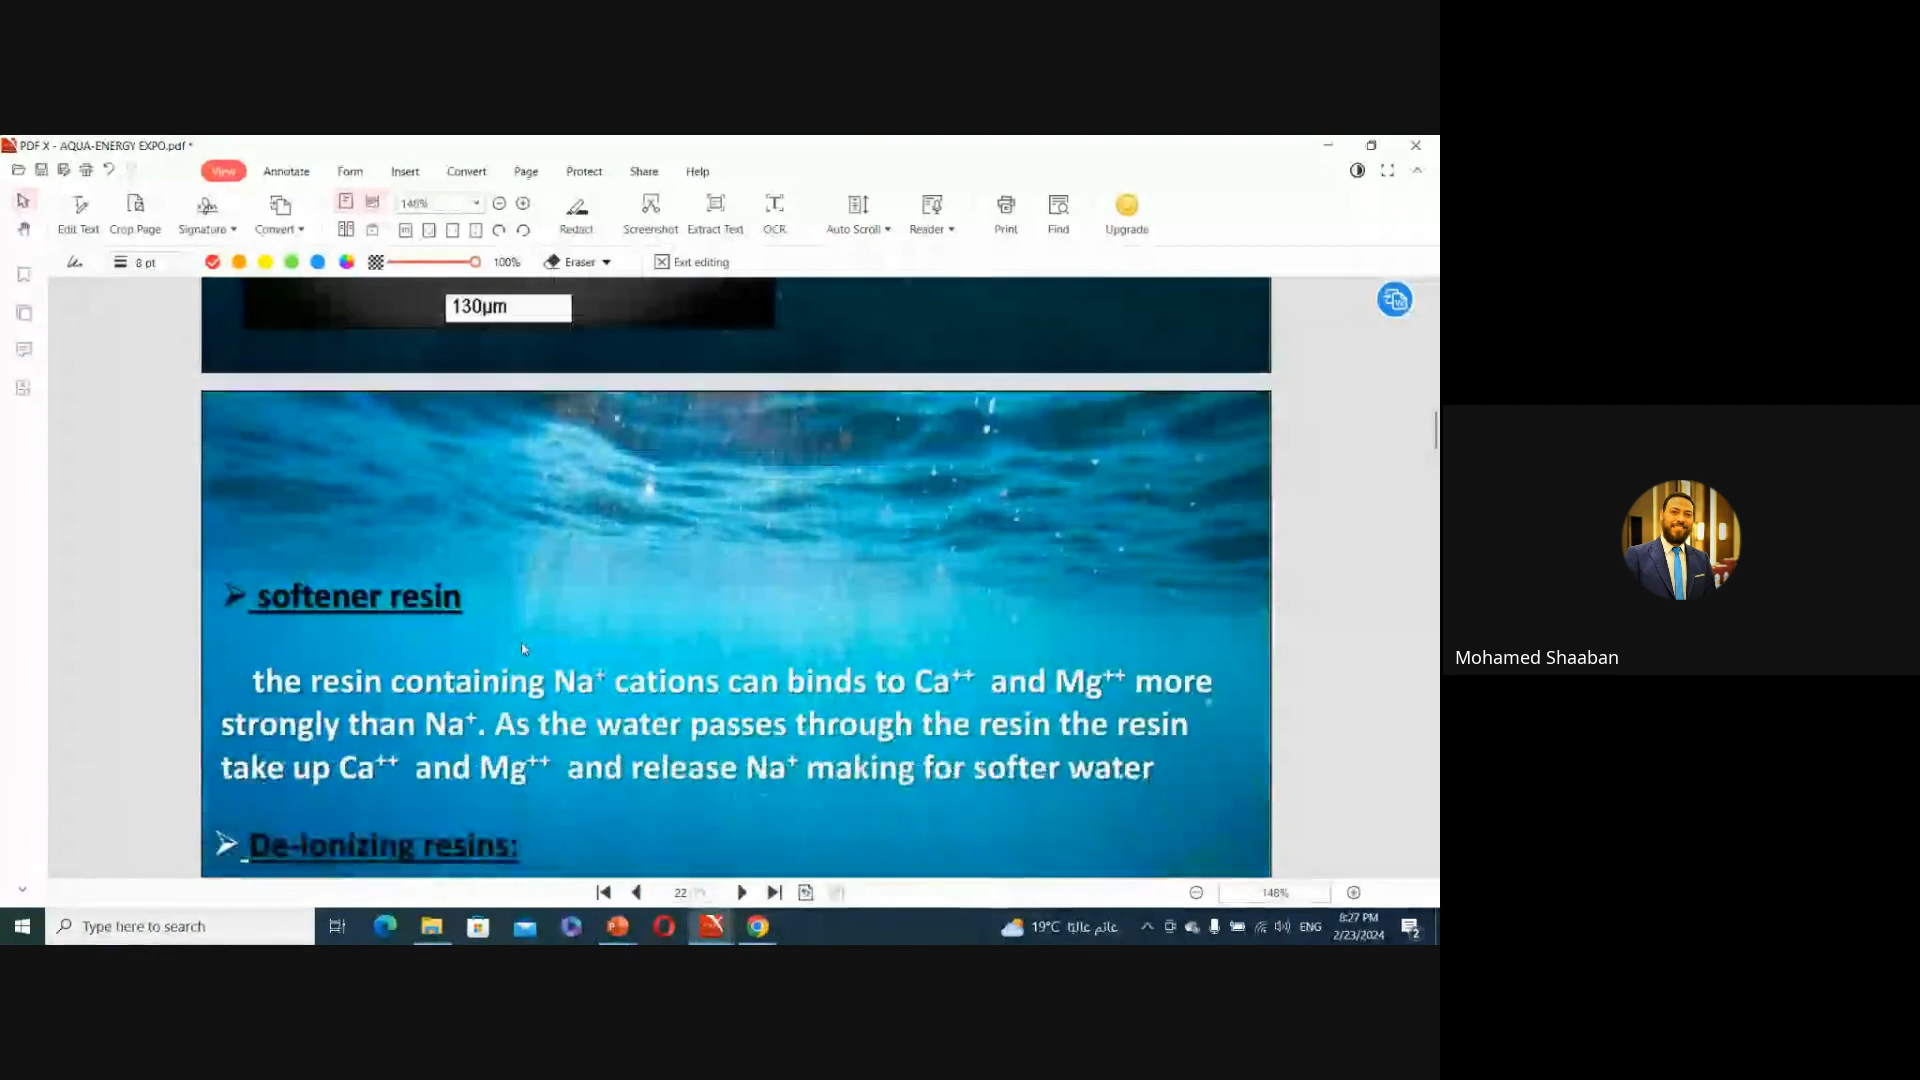 PDF X - AQUA-ENERGY EXPO.pdf *
View Annotate Form Insert Convert Page Protect Share Help
148%
Edit Text Crop Page Signature Convert Redact Screenshot Extract Text OCR Auto Scroll Reader Print Find Upgrade
8 pt 100% Eraser Exit editing
130µm
softener resin
the resin containing Na⁺ cations can binds to Ca⁺⁺ and Mg⁺⁺ more
strongly than Na⁺. As the water passes through the resin the resin
take up Ca⁺⁺ and Mg⁺⁺ and release Na⁺ making for softer water
De-ionizing resins:
Mohamed Shaaban
22
148%
Type here to search
19°C غائم غالبًا ENG
8:27 PM
2/23/2024
2